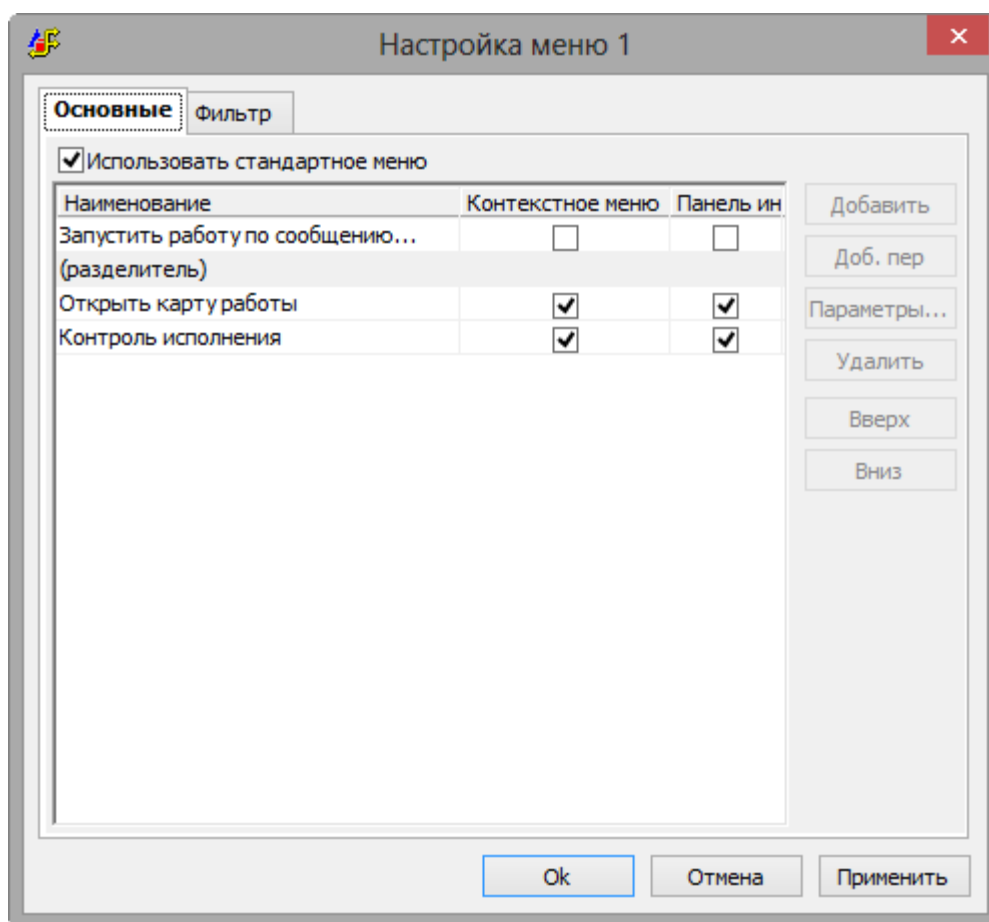 Настройка меню 1
Основные Фильтр
Использовать стандартное меню
Наименование Контекстное меню Панель ин
Запустить работу по сообщению...
(разделитель)
Открыть карту работы
Контроль исполнения
Добавить
Доб. пер
Параметры...
Удалить
Вверх
Вниз
Ok Отмена Применить